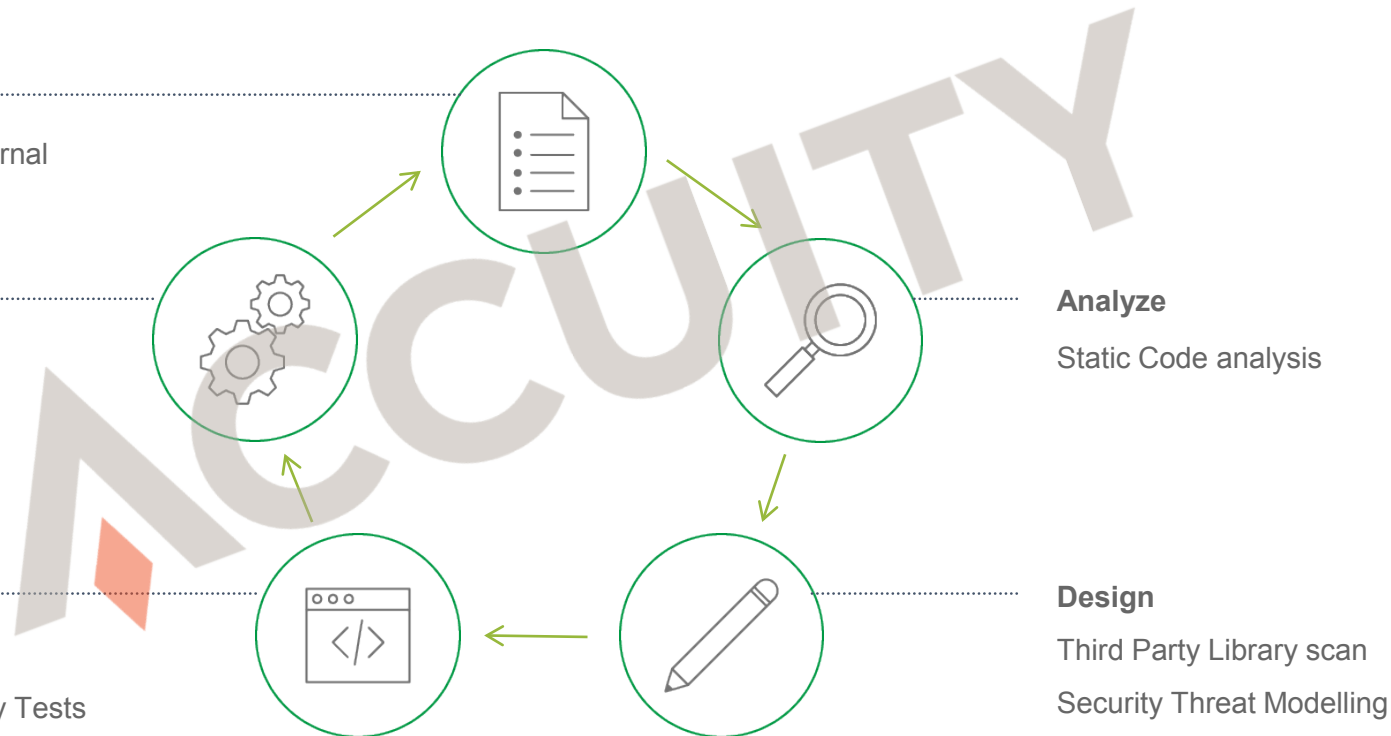 rnal
ACCUITY
Analyze
Static Code analysis
</>
Design
Third Party Library scan
Security Threat Modelling
y Tests